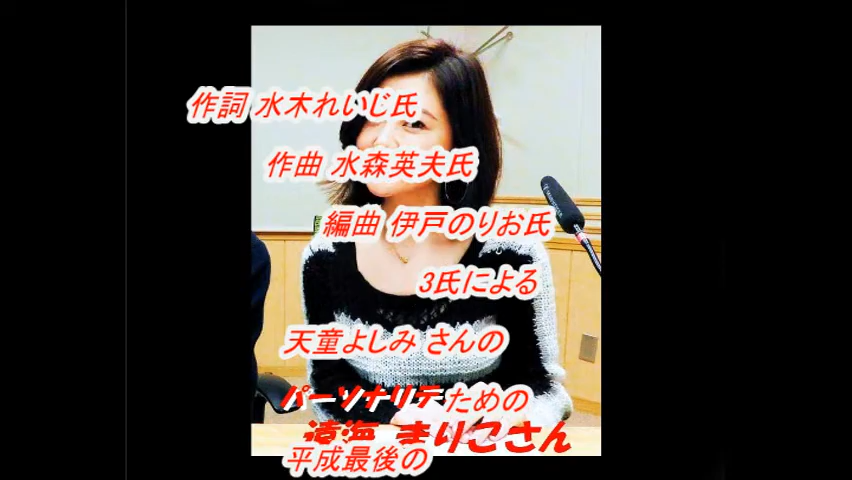 作詞 水木れいじ氏
作曲 水森英夫氏
編曲 伊戸のりお氏
3氏による
天童よしみ さんの
パーソナリテ
ための
まりこさん
平成最後の